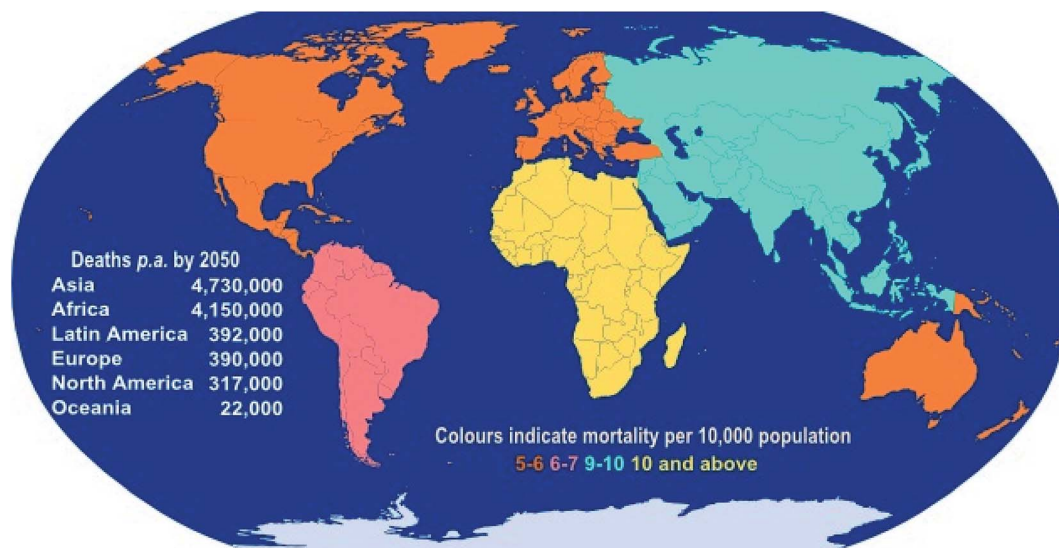 Deaths p.a. by 2050
Asia 4,730,000
Africa 4,150,000
Latin America 392,000
Europe 390,000
North America 317,000
Oceania 22,000
Colours indicate mortality per 10,000 population
5-6 6-7 9-10 10 and above